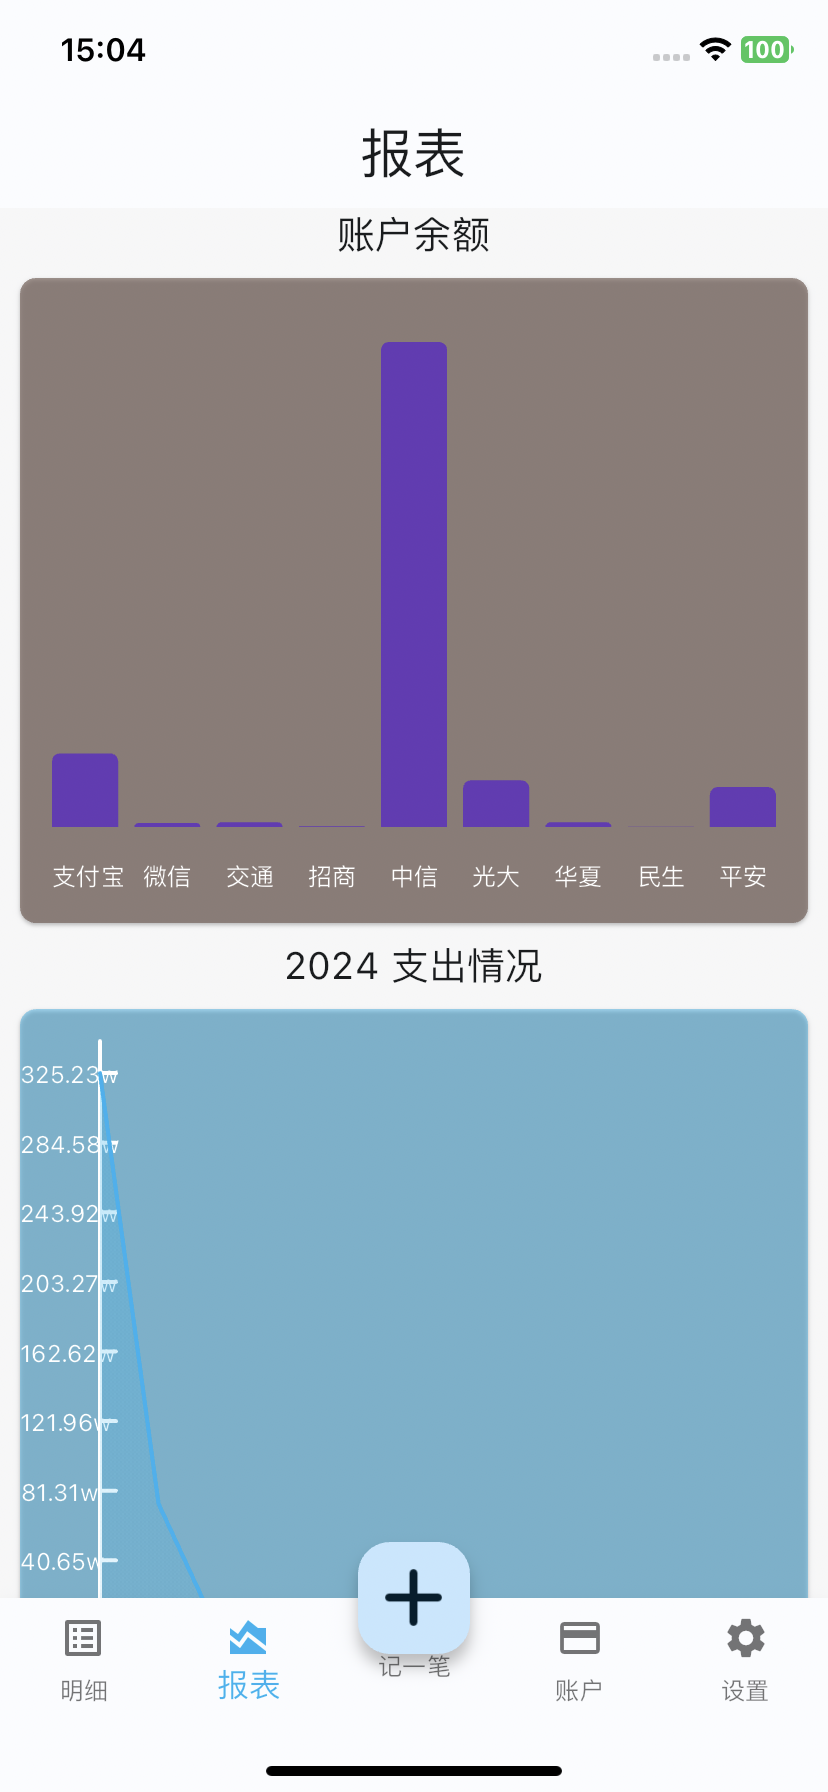 15:04
100
报表
账户余额
支付宝 微信 交通 招商 中信 光大 华夏 民生 平安
2024 支出情况
325.23w
284.58w
243.92w
203.27w
162.62w
121.96w
81.31w
40.65w
明细 报表 记一笔 账户 设置